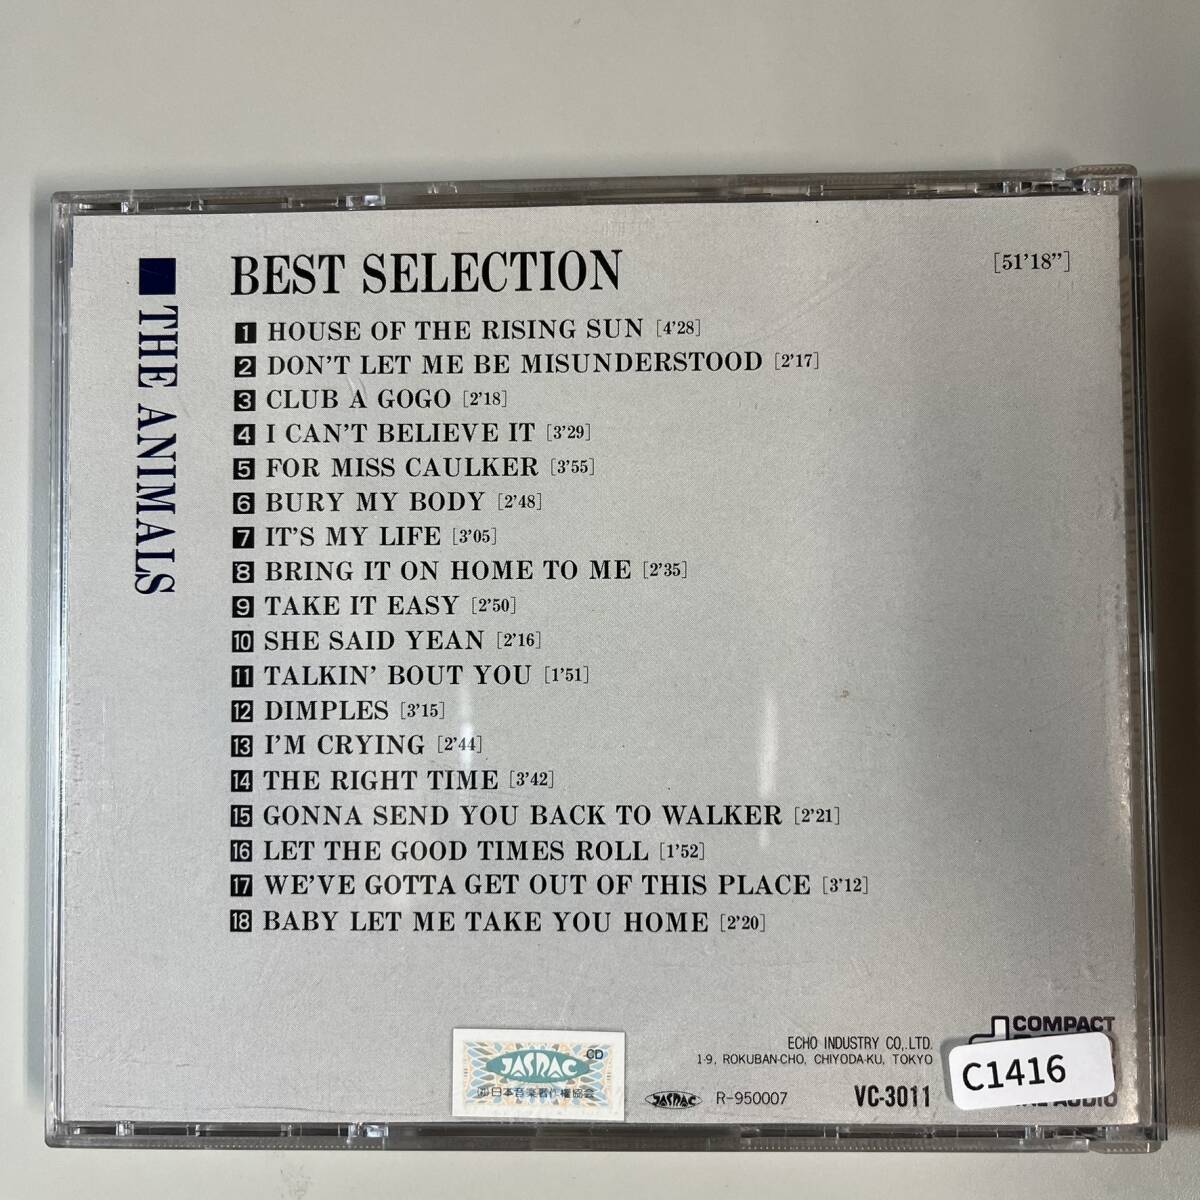 THE ANIMALS
BEST SELECTION [51'18"]
1 HOUSE OF THE RISING SUN [4'28]
2 DON'T LET ME BE MISUNDERSTOOD [2'17]
3 CLUB A GOGO [2'18]
4 I CAN'T BELIEVE IT [3'29]
5 FOR MISS CAULKER [3'55]
6 BURY MY BODY [2'48]
7 IT'S MY LIFE [3'05]
8 BRING IT ON HOME TO ME [2'35]
9 TAKE IT EASY [2'50]
10 SHE SAID YEAN [2'16]
11 TALKIN' BOUT YOU [1'51]
12 DIMPLES [3'15]
13 I'M CRYING [2'44]
14 THE RIGHT TIME [3'42]
15 GONNA SEND YOU BACK TO WALKER [2'21]
16 LET THE GOOD TIMES ROLL [1'52]
17 WE'VE GOTTA GET OUT OF THIS PLACE [3'12]
18 BABY LET ME TAKE YOU HOME [2'20]
JASRAC CD
(社)日本音楽著作権協会
ECHO INDUSTRY CO,.LTD.
1-9, ROKUBAN-CHO, CHIYODA-KU, TOKYO
JASRAC R-950007 VC-3011
COMPACT
AUDIO
C1416